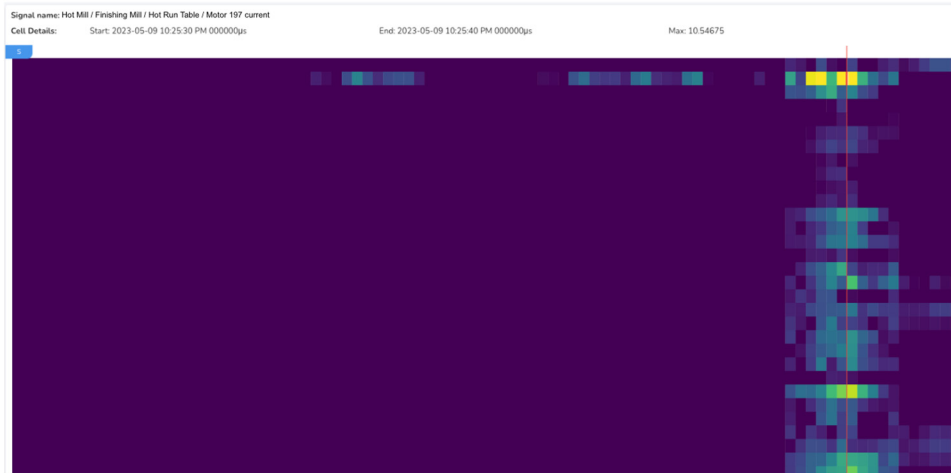 Signal name: Hot Mill / Finishing Mill / Hot Run Table / Motor 197 current
Cell Details: Start: 2023-05-09 10:25:30 PM 000000µs End: 2023-05-09 10:25:40 PM 000000µs Max: 10.54675
S